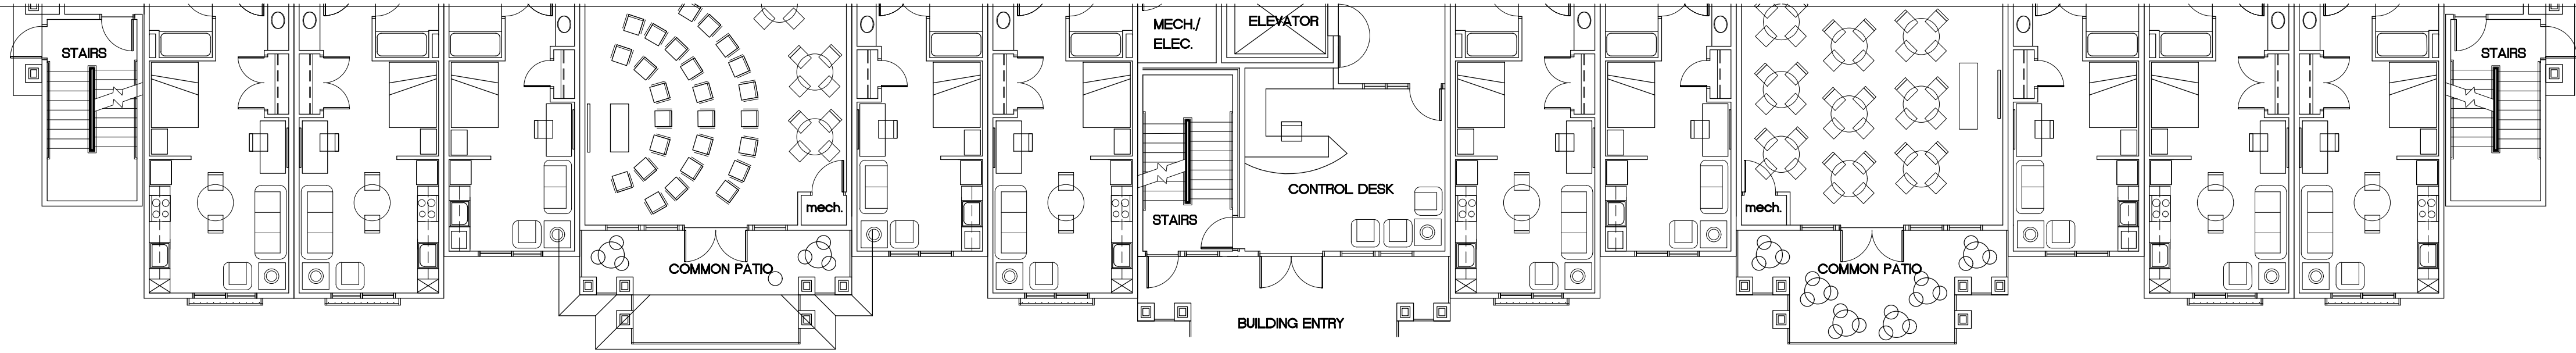 STAIRS
mech.
COMMON PATIO
MECH./
ELEC.
ELEVATOR
STAIRS
CONTROL DESK
BUILDING ENTRY
mech.
COMMON PATIO
STAIRS